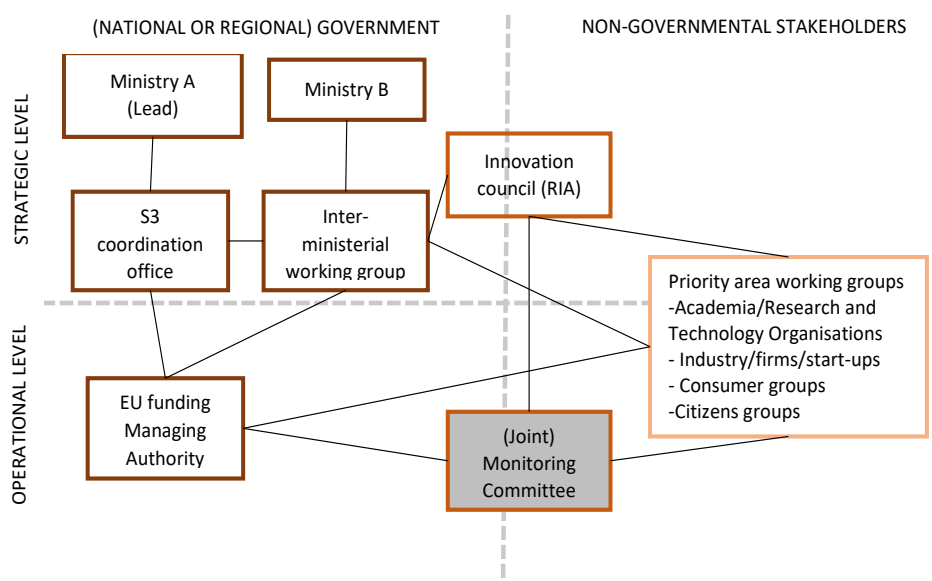 (NATIONAL OR REGIONAL) GOVERNMENT
NON-GOVERNMENTAL STAKEHOLDERS
STRATEGIC LEVEL
Ministry A
(Lead)
Ministry B
Innovation
council (RIA)
S3
coordination
office
Inter-
ministerial
working group
Priority area working groups
-Academia/Research and
Technology Organisations
- Industry/firms/start-ups
- Consumer groups
-Citizens groups
OPERATIONAL LEVEL
EU funding
Managing
Authority
(Joint)
Monitoring
Committee